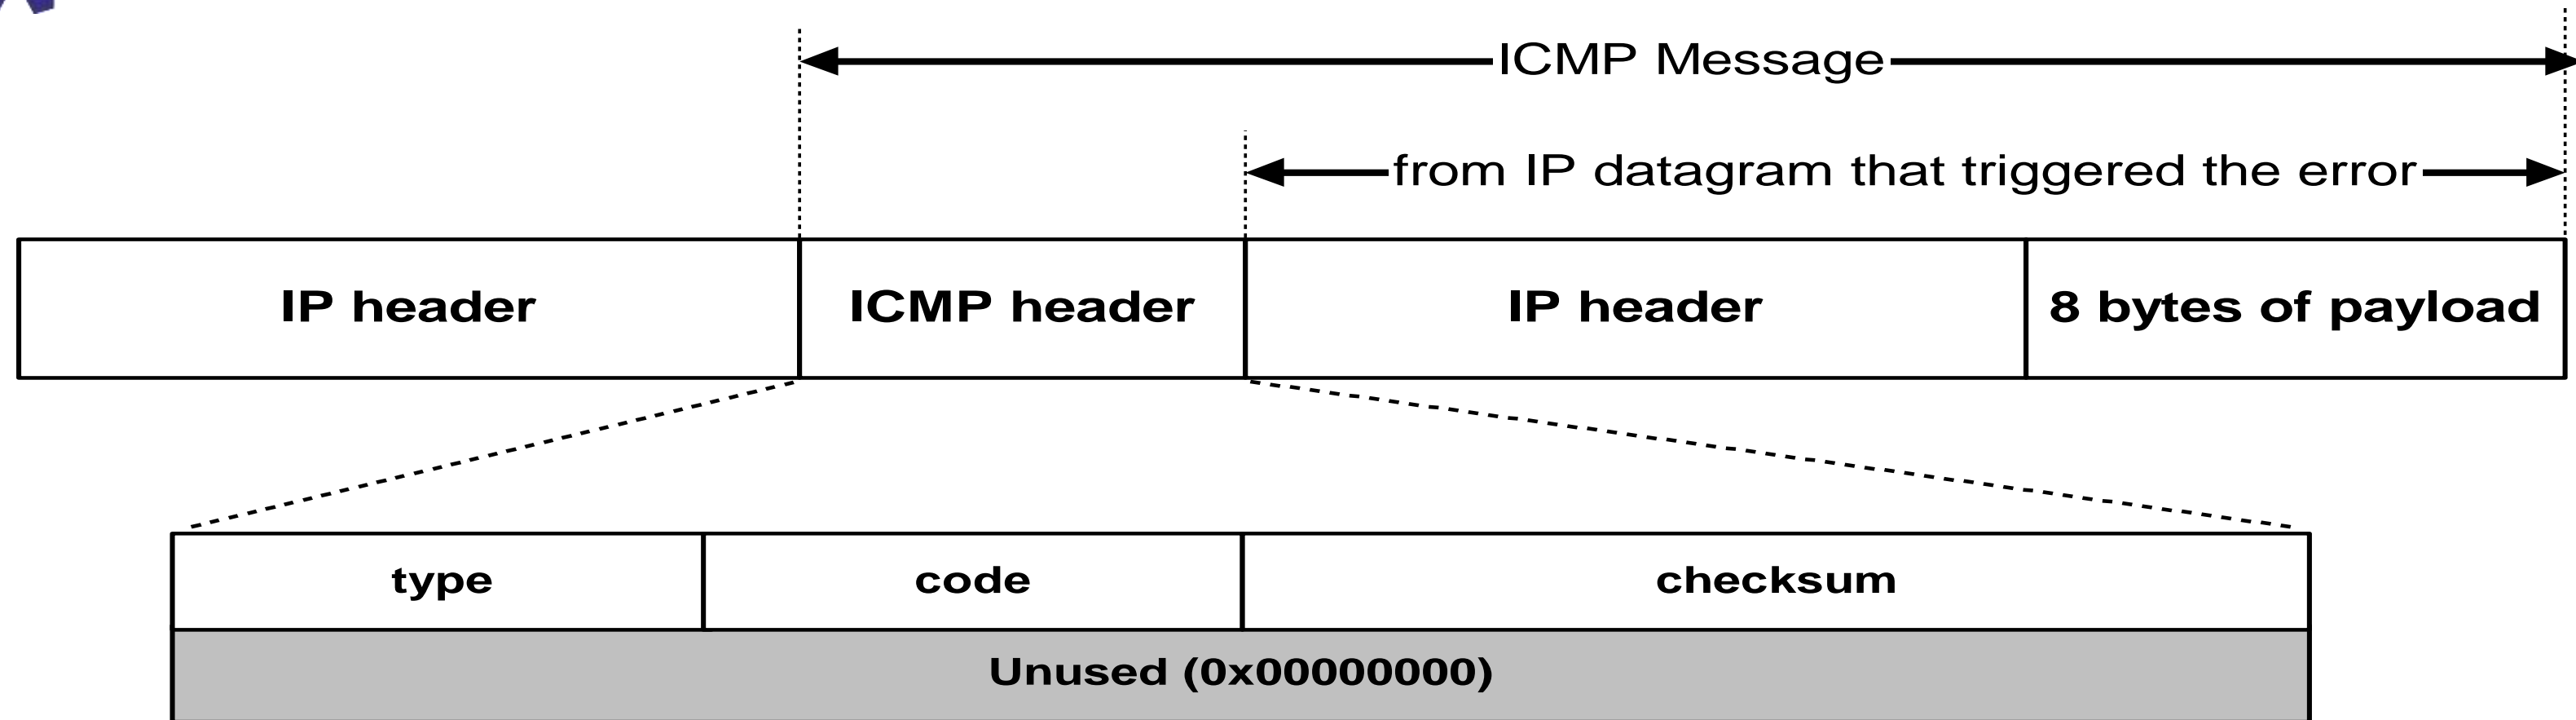 ICMP Message
from IP datagram that triggered the error
IP header
ICMP header
IP header
8 bytes of payload
type
code
checksum
Unused (0x00000000)